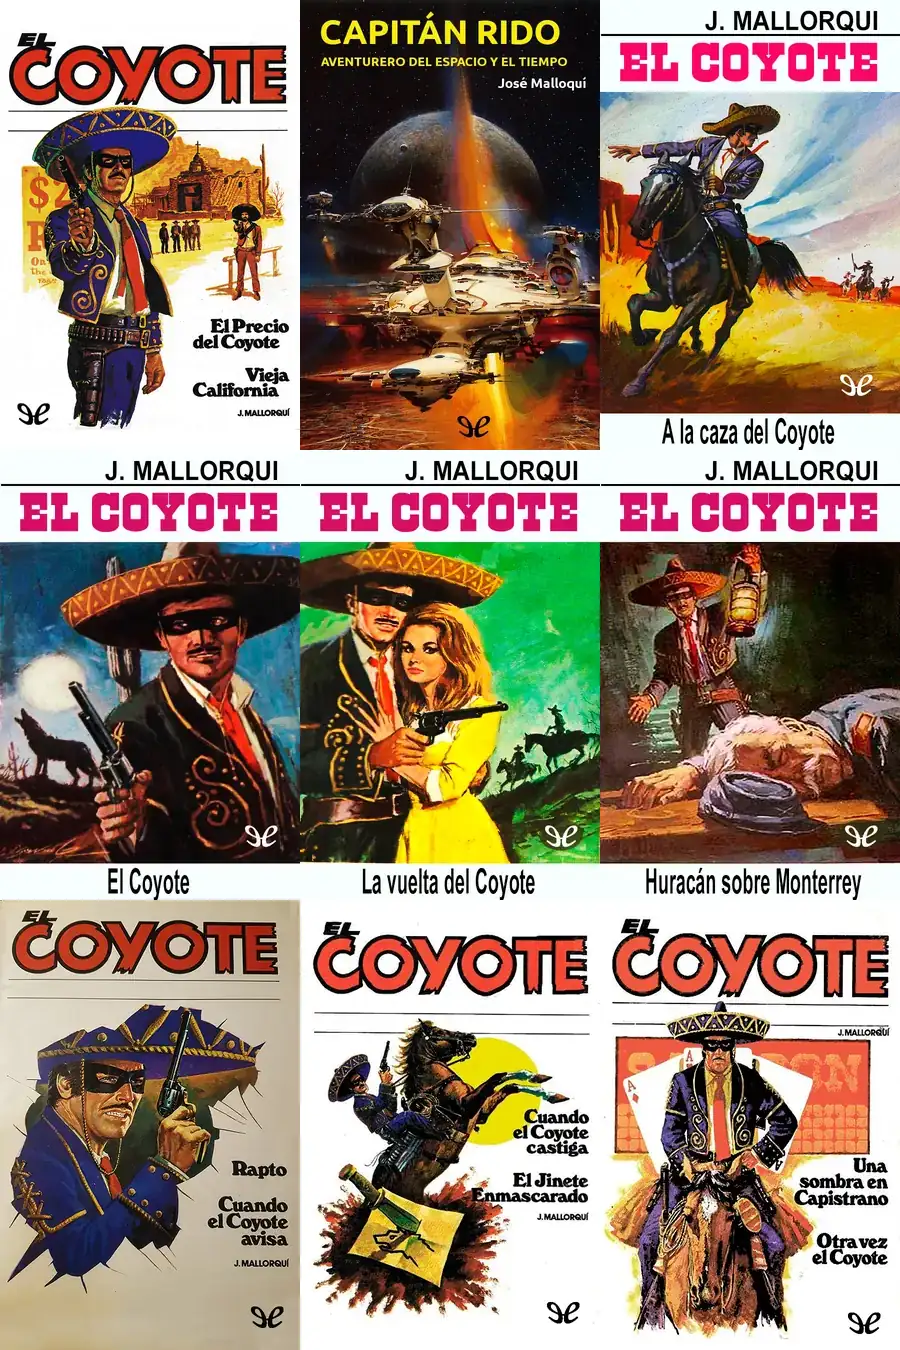 EL
COYOTE
$2
El Precio
del Coyote
Vieja
California
J. MALLORQUÍ
CAPITÁN RIDO
AVENTURERO DEL ESPACIO Y EL TIEMPO
José Malloquí
J. MALLORQUI
EL COYOTE
A la caza del Coyote
J. MALLORQUI
EL COYOTE
El Coyote
J. MALLORQUI
EL COYOTE
La vuelta del Coyote
J. MALLORQUI
EL COYOTE
Huracán sobre Monterrey
EL
COYOTE
Rapto
Cuando
el Coyote
avisa
J. MALLORQUÍ
EL
COYOTE
Cuando
el Coyote
castiga
El Jinete
Enmascarado
J. MALLORQUÍ
EL
COYOTE
J. MALLORQUÍ
Una
sombra en
Capistrano
Otra vez
el Coyote